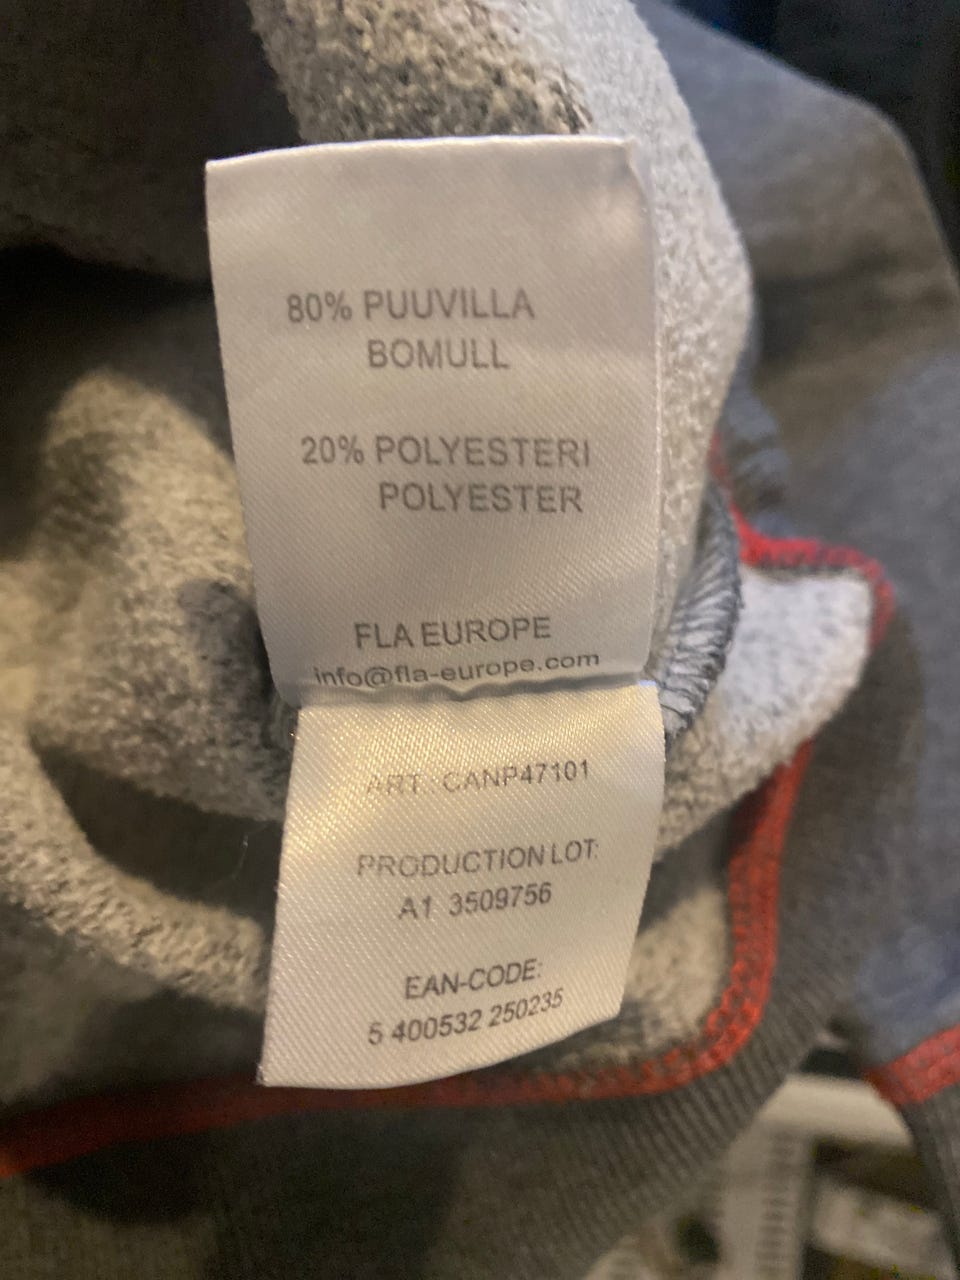 80% PUUVILLA
BOMULL
20% POLYESTERI
POLYESTER
FLA EUROPE
info@fla-europe.com
ART: CANP47101
PRODUCTION LOT:
A1 3509756
EAN-CODE:
5 400532 250235